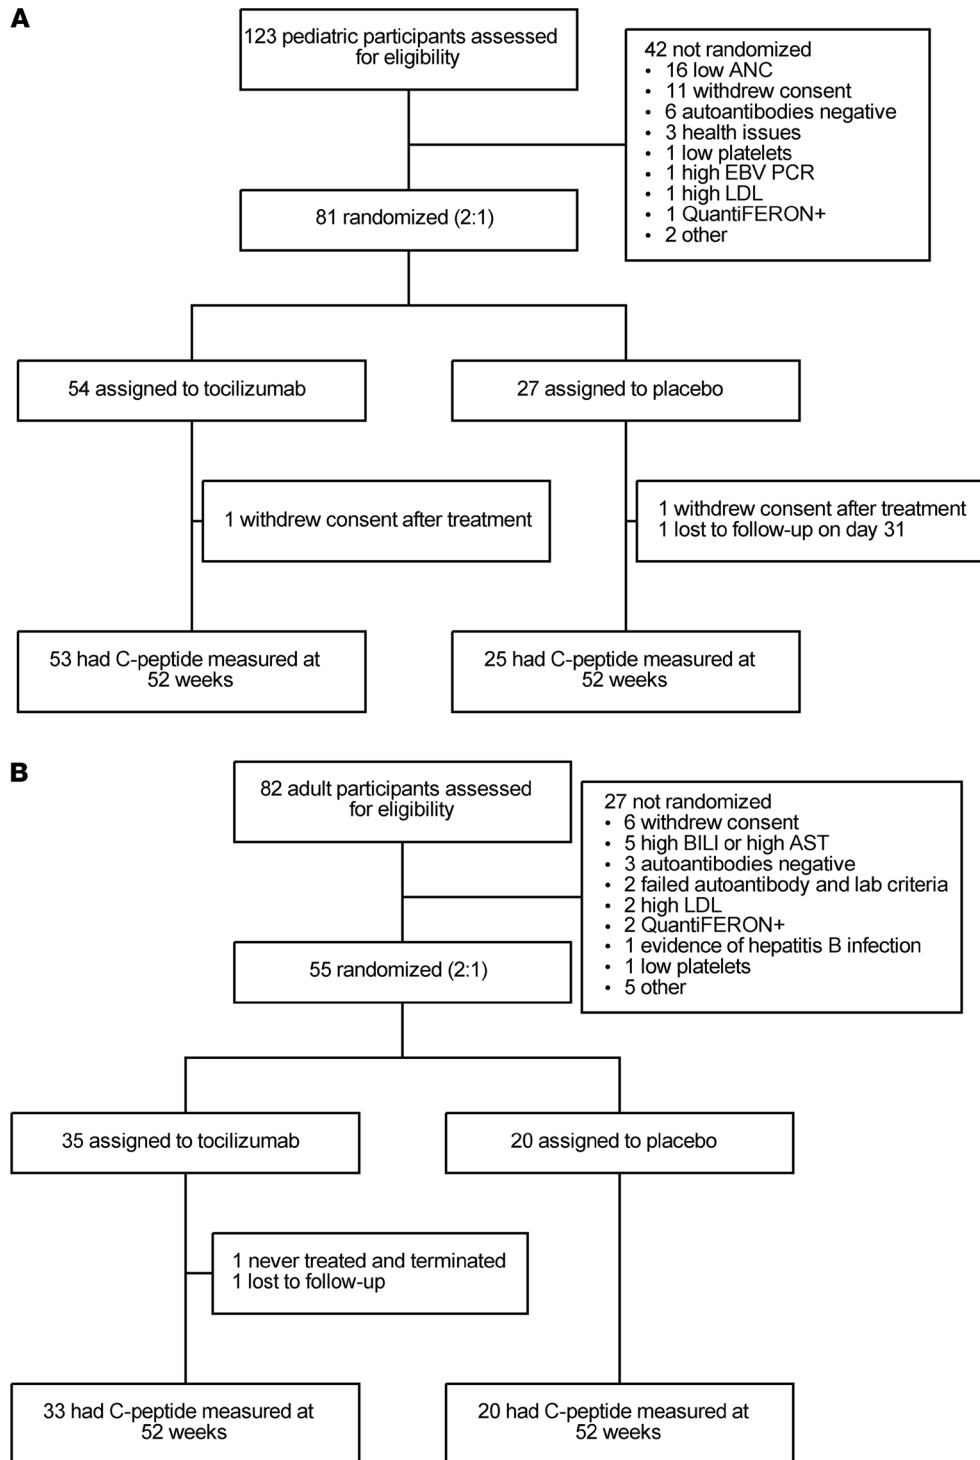 A
123 pediatric participants assessed
for eligibility
42 not randomized
• 16 low ANC
• 11 withdrew consent
• 6 autoantibodies negative
• 3 health issues
• 1 low platelets
• 1 high EBV PCR
• 1 high LDL
• 1 QuantiFERON+
• 2 other
81 randomized (2:1)
54 assigned to tocilizumab
27 assigned to placebo
1 withdrew consent after treatment
1 withdrew consent after treatment
1 lost to follow-up on day 31
53 had C-peptide measured at
52 weeks
25 had C-peptide measured at
52 weeks
B
82 adult participants assessed
for eligibility
27 not randomized
• 6 withdrew consent
• 5 high BILI or high AST
• 3 autoantibodies negative
• 2 failed autoantibody and lab criteria
• 2 high LDL
• 2 QuantiFERON+
• 1 evidence of hepatitis B infection
• 1 low platelets
• 5 other
55 randomized (2:1)
35 assigned to tocilizumab
20 assigned to placebo
1 never treated and terminated
1 lost to follow-up
33 had C-peptide measured at
52 weeks
20 had C-peptide measured at
52 weeks